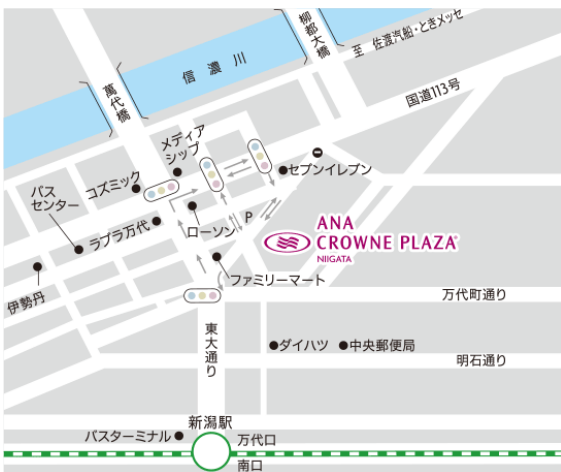 柳都大橋
至 佐渡汽船・ときメッセ
信濃川
萬代橋
国道113号
メディア
シップ
コズミック
セブンイレブン
バス
センター
ラブラ万代
ローソン
P
ANA
CROWNE PLAZA
NIIGATA
伊勢丹
ファミリーマート
万代町通り
東大通り
ダイハツ
中央郵便局
明石通り
新潟駅
バスターミナル
万代口
南口